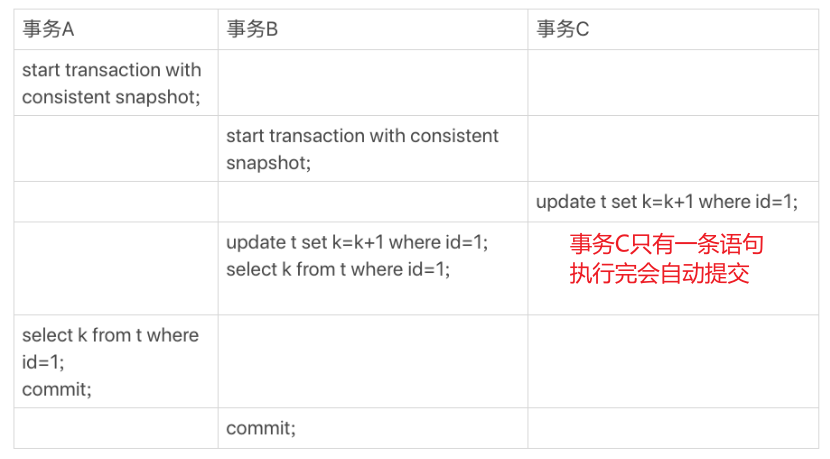 事务A
事务B
事务C
start transaction with
consistent snapshot;
start transaction with consistent
snapshot;
update t set k=k+1 where id=1;
update t set k=k+1 where id=1;
select k from t where id=1;
事务C只有一条语句
执行完会自动提交
select k from t where
id=1;
commit;
commit;